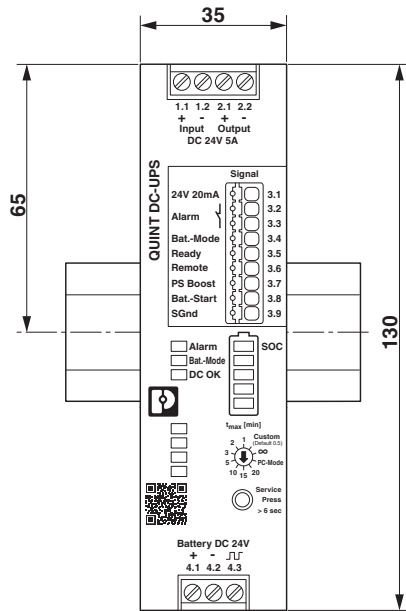 35
1.1 1.2 2.1 2.2
+ - + -
Input Output
DC 24V 5A
65
130
QUINT DC-UPS
Signal
24V 20mA 3.1
3.2
Alarm
3.3
Bat.-Mode 3.4
Ready 3.5
Remote 3.6
PS Boost 3.7
Bat.-Start 3.8
SGnd 3.9
Alarm SOC
Bat.-Mode
DC OK
tmax [min]
Custom
(Default 0.5)
2 1
3 ∞
5 PC-Mode
10 15 20
Service
Press
> 6 sec
Battery DC 24V
+ -
4.1 4.2 4.3